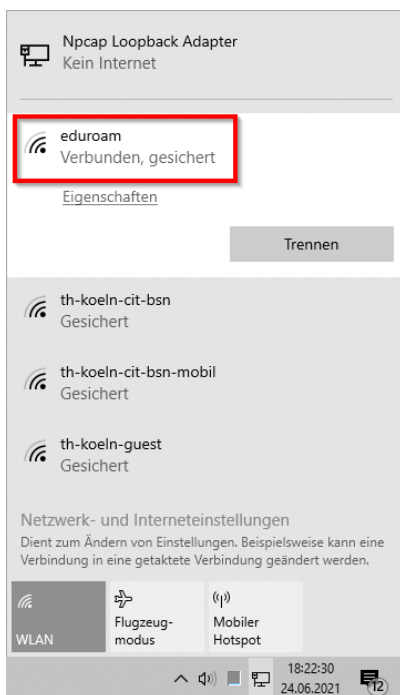 Npcap Loopback Adapter
Kein Internet
eduroam
Verbunden, gesichert
Eigenschaften
Trennen
th-koeln-cit-bsn
Gesichert
th-koeln-cit-bsn-mobil
Gesichert
th-koeln-guest
Gesichert
Netzwerk- und Interneteinstellungen
Dient zum Ändern von Einstellungen. Beispielsweise kann eine
Verbindung in eine getaktete Verbindung geändert werden.
WLAN
Flugzeug-
modus
Mobiler
Hotspot
18:22:30
24.06.2021
12